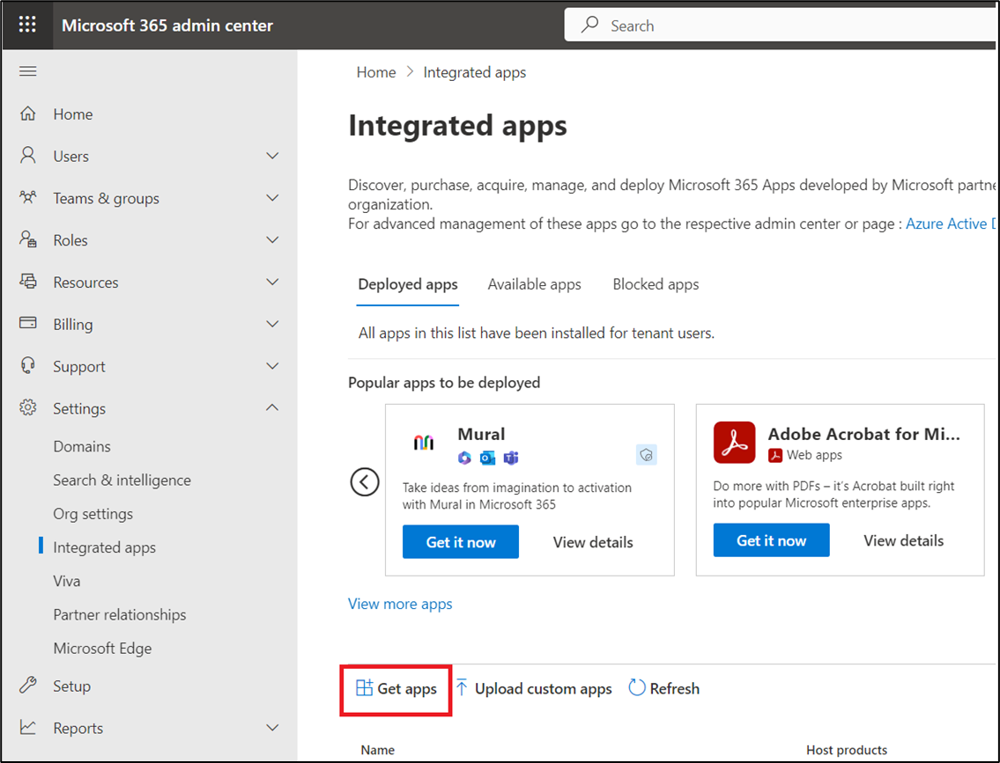 Microsoft 365 admin center
Search
Home
Users
Teams & groups
Roles
Resources
Billing
Support
Settings
Domains
Search & intelligence
Org settings
Integrated apps
Viva
Partner relationships
Microsoft Edge
Setup
Reports
Home > Integrated apps
Integrated apps
Discover, purchase, acquire, manage, and deploy Microsoft 365 Apps developed by Microsoft partne
organization.
For advanced management of these apps go to the respective admin center or page : Azure Active D
Deployed apps Available apps Blocked apps
All apps in this list have been installed for tenant users.
Popular apps to be deployed
Mural
Take ideas from imagination to activation
with Mural in Microsoft 365
Get it now View details
Adobe Acrobat for Mi...
Web apps
Do more with PDFs – it's Acrobat built right
into popular Microsoft enterprise apps.
Get it now View details
View more apps
Get apps Upload custom apps Refresh
Name Host products